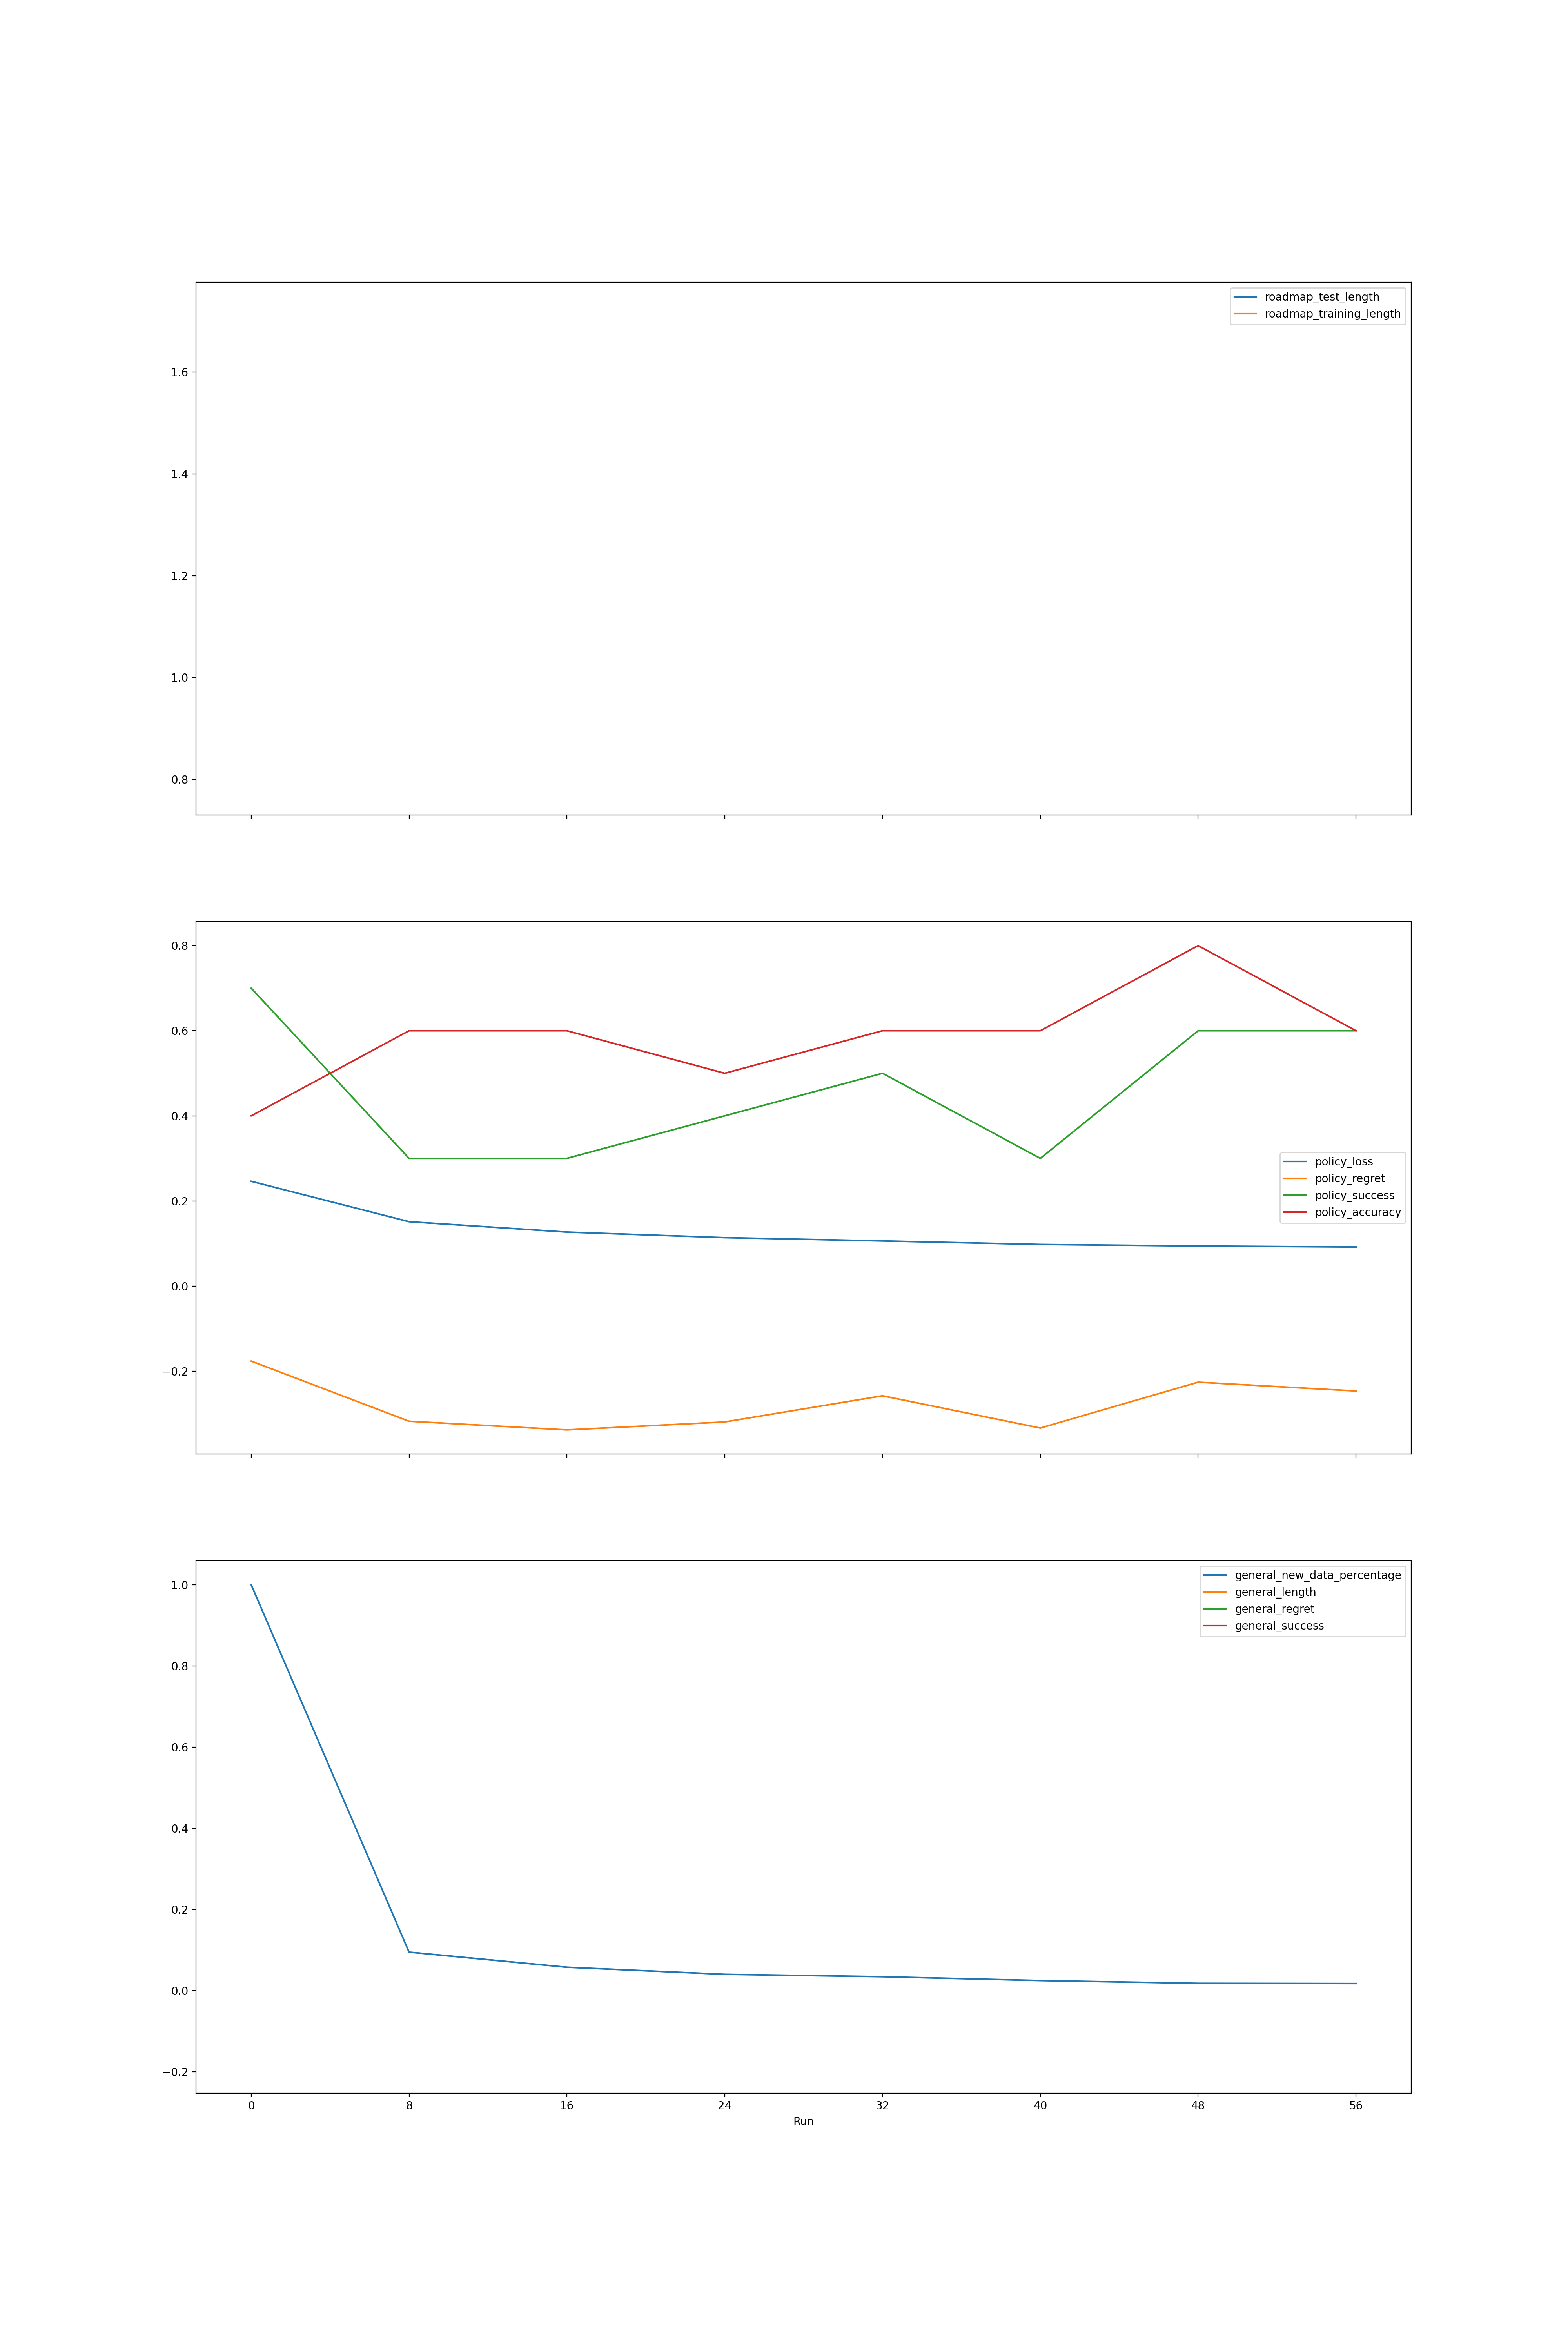 roadmap_test_length
roadmap_training_length
1.6
1.4
1.2
1.0
0.8
0.8
0.6
0.4
0.2
0.0
−0.2
policy_loss
policy_regret
policy_success
policy_accuracy
general_new_data_percentage
general_length
general_regret
general_success
1.0
0.8
0.6
0.4
0.2
0.0
−0.2
0 8 16 24 32 40 48 56
Run